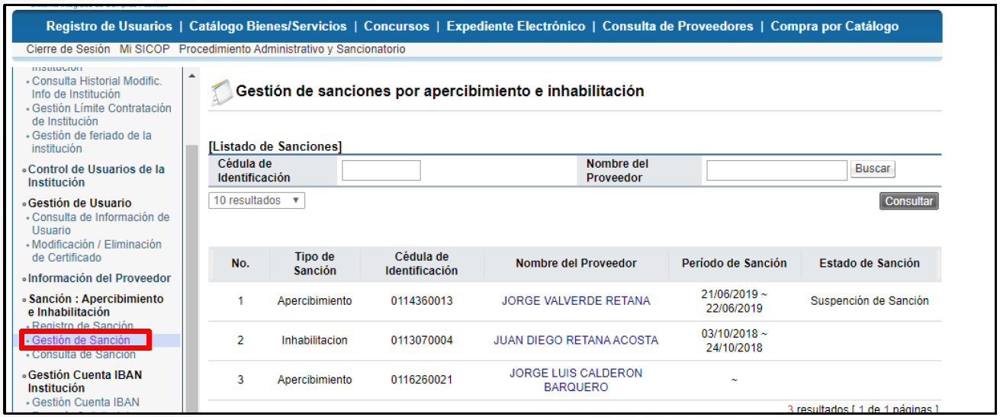 Registro de Usuarios | Catálogo Bienes/Servicios | Concursos | Expediente Electrónico | Consulta de Proveedores | Compra por Catálogo
Cierre de Sesión Mi SICOP Procedimiento Administrativo y Sancionatorio
Institución
Consulta Historial Modific.
Info de Institución
Gestión Límite Contratación
de Institución
Gestión de feriado de la
institución
Control de Usuarios de la
Institución
Gestión de Usuario
Consulta de Información de
Usuario
Modificación / Eliminación
de Certificado
Información del Proveedor
Sanción : Apercibimiento
e Inhabilitación
Registro de Sanción
Gestión de Sanción
Consulta de Sanción
Gestión Cuenta IBAN
Institución
Gestión Cuenta IBAN
Gestión de sanciones por apercibimiento e inhabilitación
[Listado de Sanciones]
Cédula de
Identificación
Nombre del
Proveedor
Buscar
10 resultados
Consultar
No. Tipo de Sanción Cédula de Identificación Nombre del Proveedor Período de Sanción Estado de Sanción
1 Apercibimiento 0114360013 JORGE VALVERDE RETANA 21/06/2019 ~ 22/06/2019 Suspención de Sanción
2 Inhabilitacion 0113070004 JUAN DIEGO RETANA ACOSTA 03/10/2018 ~ 24/10/2018
3 Apercibimiento 0116260021 JORGE LUIS CALDERON BARQUERO ~
3 resultados [ 1 de 1 páginas ]